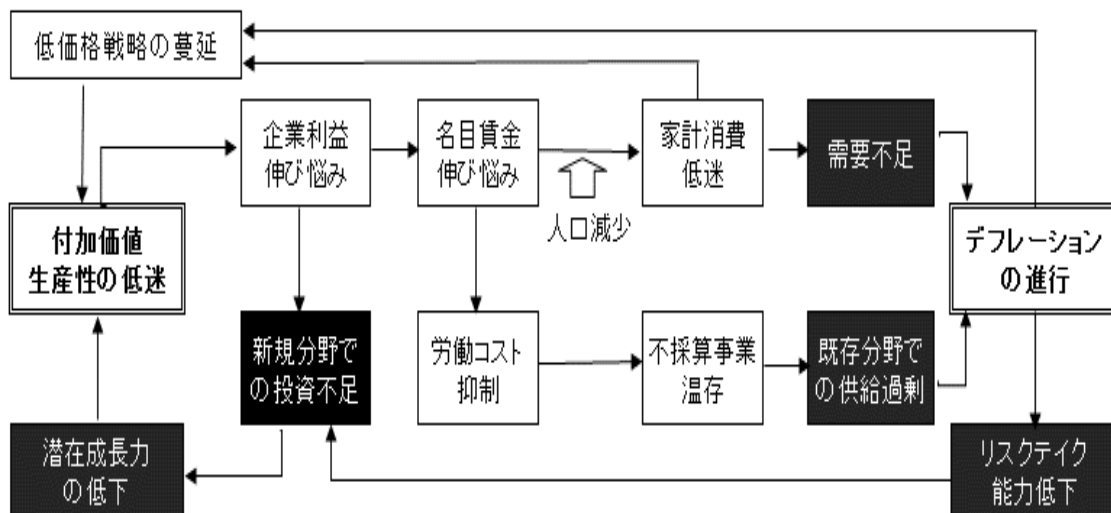 低価格戦略の蔓延
企業利益
伸び悩み
名目賃金
伸び悩み
家計消費
低迷
需要不足
人口減少
付加価値
生産性の低迷
デフレーション
の進行
新規分野で
の投資不足
労働コスト
抑制
不採算事業
温存
既存分野で
の供給過剰
潜在成長力
の低下
リスクテイク
能力低下